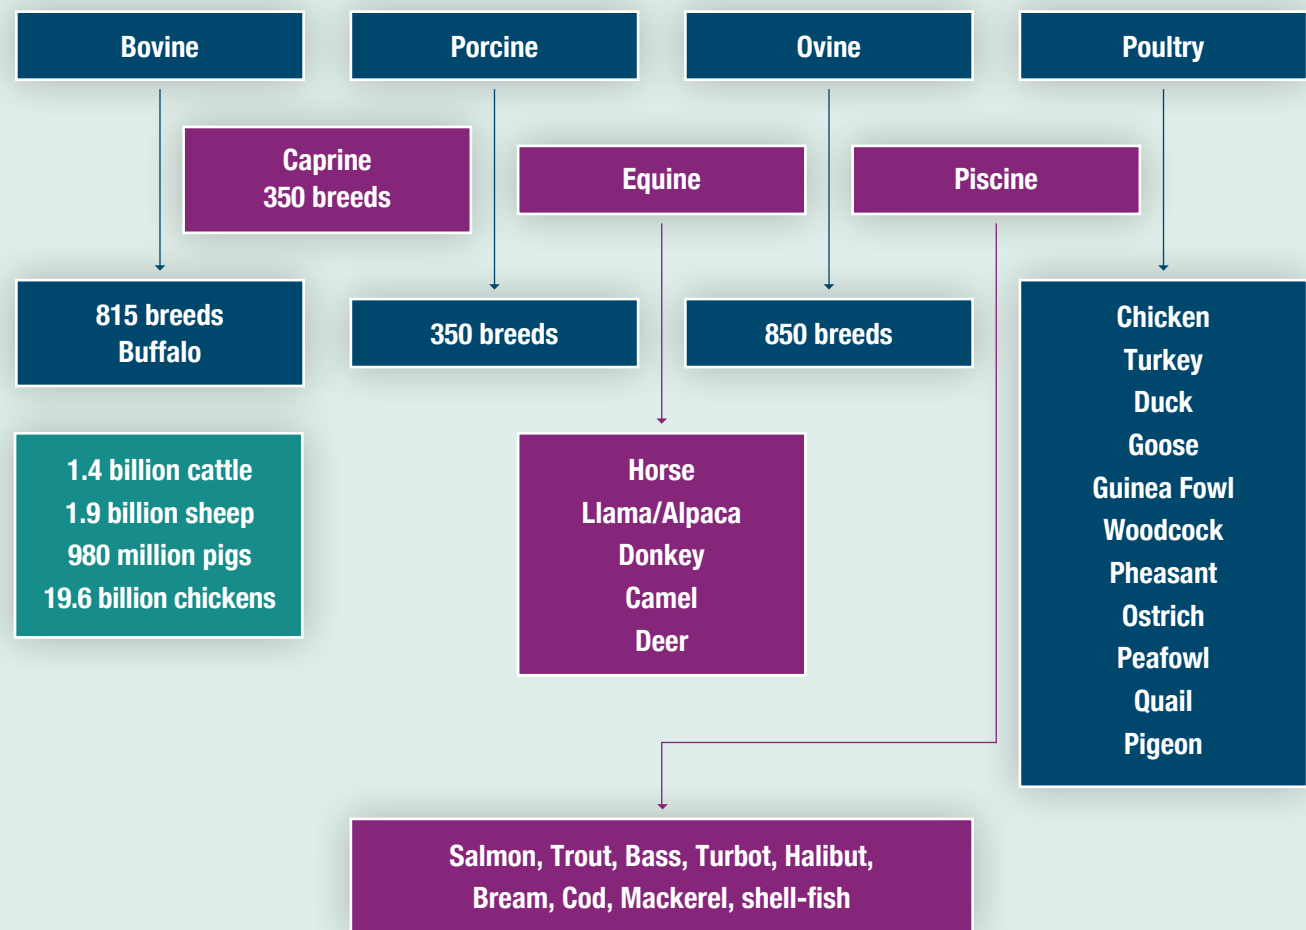 Bovine
Porcine
Ovine
Poultry
Caprine
350 breeds
Equine
Piscine
815 breeds
Buffalo
350 breeds
850 breeds
Chicken
Turkey
Duck
Goose
Guinea Fowl
Woodcock
Pheasant
Ostrich
Peafowl
Quail
Pigeon
1.4 billion cattle
1.9 billion sheep
980 million pigs
19.6 billion chickens
Horse
Llama/Alpaca
Donkey
Camel
Deer
Salmon, Trout, Bass, Turbot, Halibut,
Bream, Cod, Mackerel, shell-fish